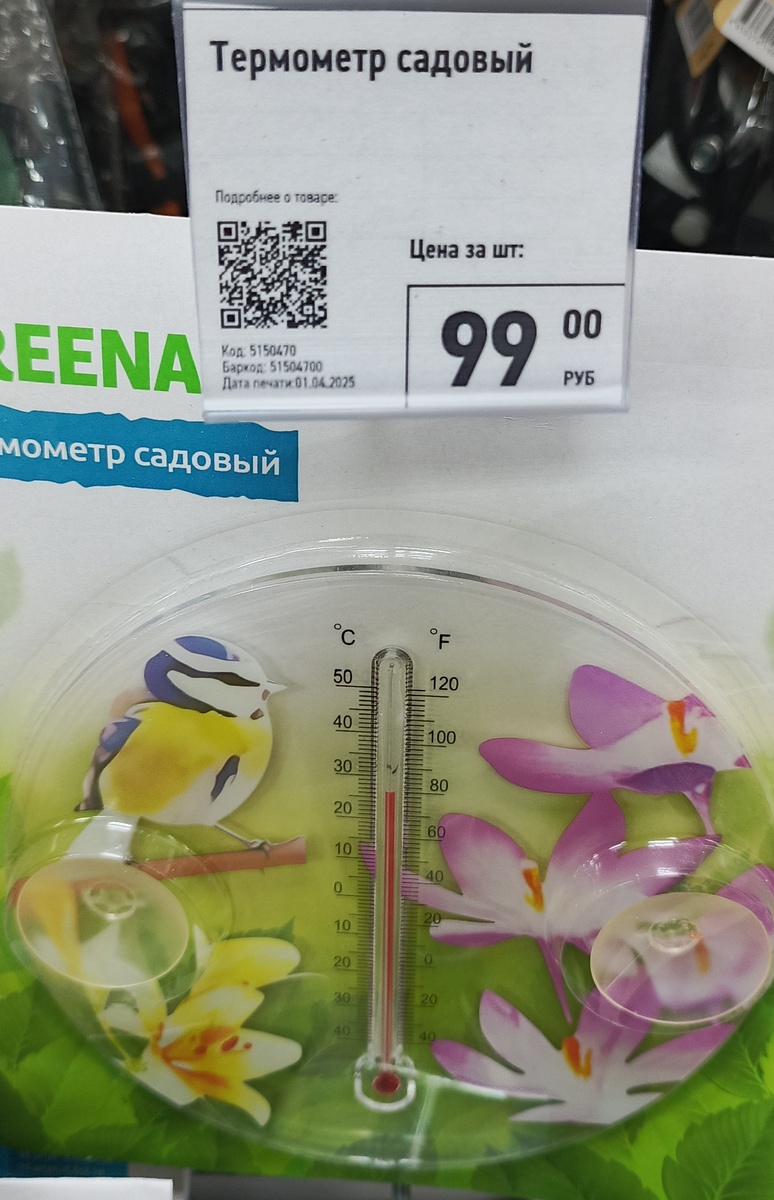 Термометр садовый
Подробнее о товаре:
Цена за шт:
99 00
РУБ
Код: 5150470
Баркод: 51504700
Дата печати:01.04.2025
REENA
мометр садовый
°C °F
50 120
40 100
30 80
20 60
10 40
0 20
10 0
20 20
30 40
40